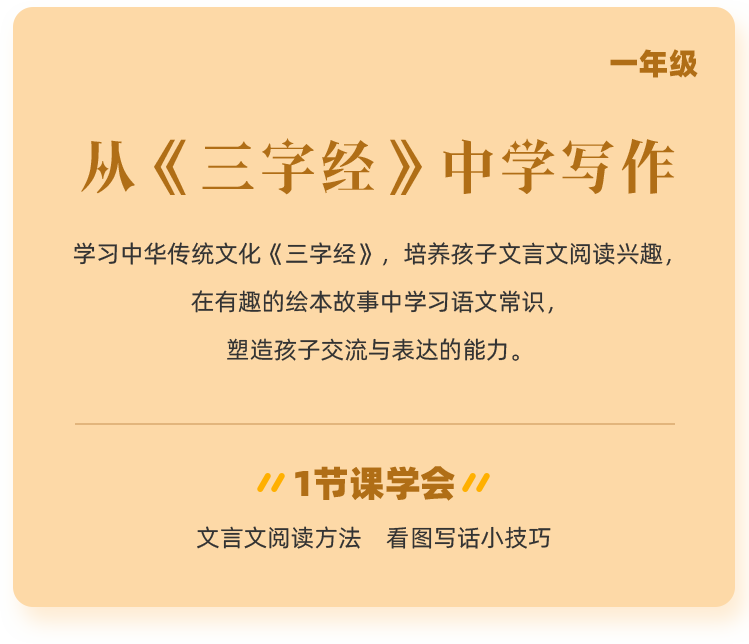 一年级
从《三字经》中学写作
学习中华传统文化《三字经》，培养孩子文言文阅读兴趣，
在有趣的绘本故事中学习语文常识，
塑造孩子交流与表达的能力。
1节课学会
文言文阅读方法 看图写话小技巧